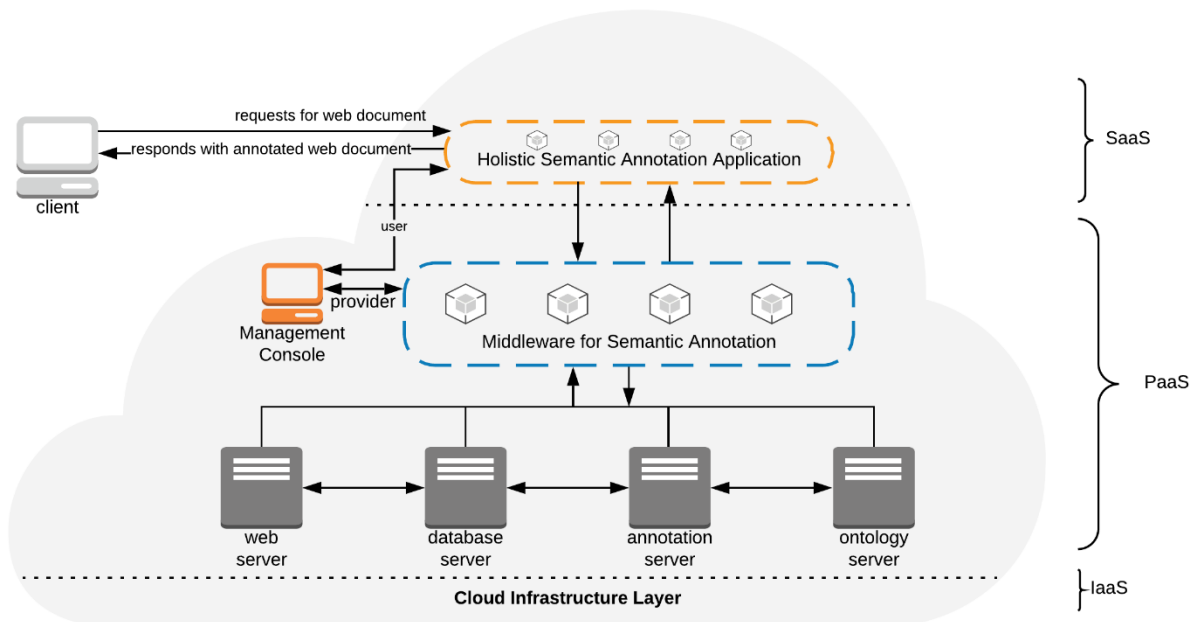 requests for web document
responds with annotated web document
client
Holistic Semantic Annotation Application
SaaS
user
provider
Management
Console
Middleware for Semantic Annotation
PaaS
web
server
database
server
annotation
server
ontology
server
Cloud Infrastructure Layer
IaaS